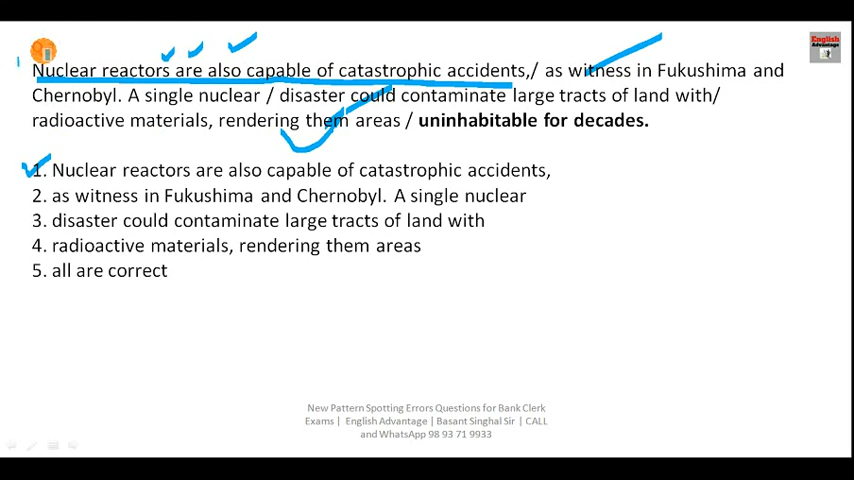 English
Advantage
Nuclear reactors are also capable of catastrophic accidents,/ as witness in Fukushima and
Chernobyl. A single nuclear / disaster could contaminate large tracts of land with/
radioactive materials, rendering them areas / uninhabitable for decades.
1. Nuclear reactors are also capable of catastrophic accidents,
2. as witness in Fukushima and Chernobyl. A single nuclear
3. disaster could contaminate large tracts of land with
4. radioactive materials, rendering them areas
5. all are correct
New Pattern Spotting Errors Questions for Bank Clerk
Exams | English Advantage | Basant Singhal Sir | CALL
and WhatsApp 98 93 71 9933